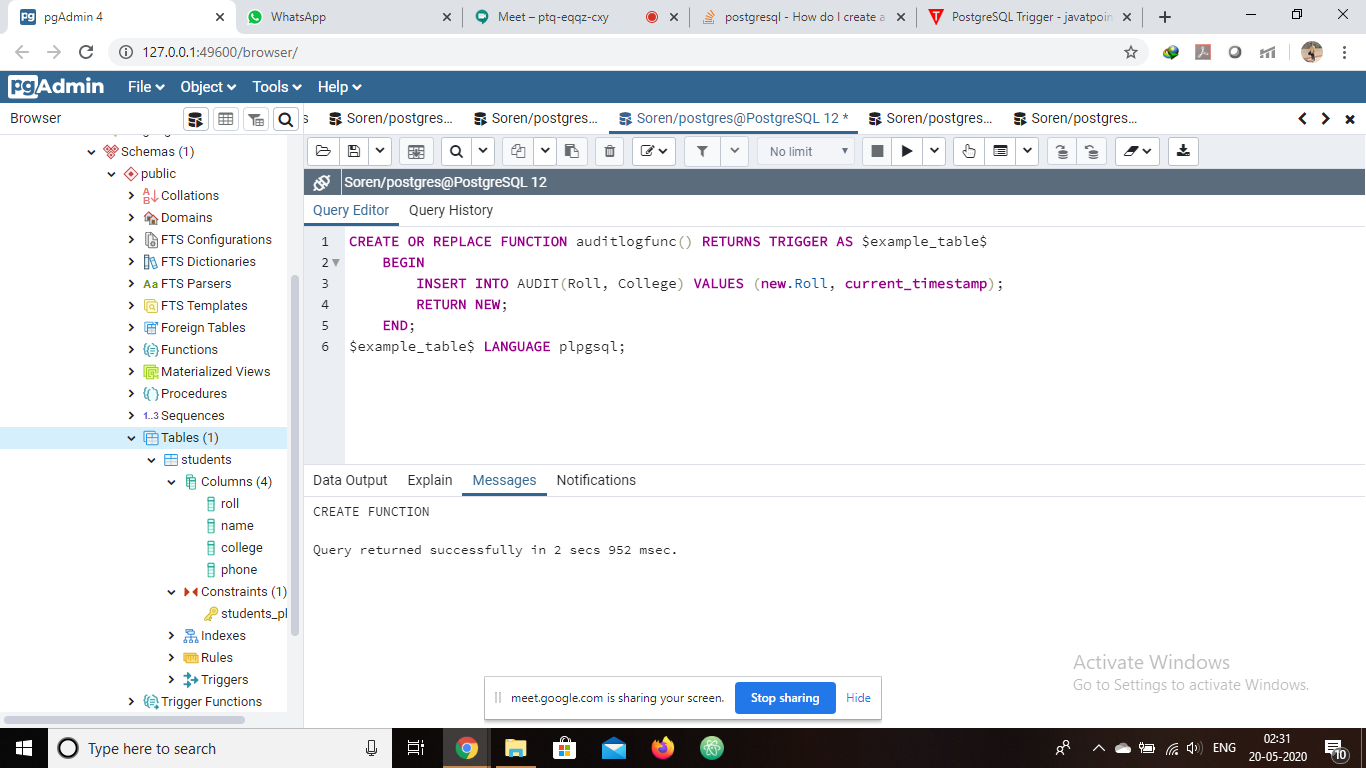 pgAdmin 4
WhatsApp
Meet – ptq-eqqz-cxy
postgresql - How do I create a
PostgreSQL Trigger - javatpoin
127.0.0.1:49600/browser/
pgAdmin File Object Tools Help
Browser
s Soren/postgres... Soren/postgres... Soren/postgres@PostgreSQL 12 * Soren/postgres... Soren/postgres...
No limit
Soren/postgres@PostgreSQL 12
Query Editor Query History
1 CREATE OR REPLACE FUNCTION auditlogfunc() RETURNS TRIGGER AS $example_table$
2 BEGIN
3 INSERT INTO AUDIT(Roll, College) VALUES (new.Roll, current_timestamp);
4 RETURN NEW;
5 END;
6 $example_table$ LANGUAGE plpgsql;
Schemas (1)
public
Collations
Domains
FTS Configurations
FTS Dictionaries
Aa FTS Parsers
FTS Templates
Foreign Tables
Functions
Materialized Views
Procedures
1..3 Sequences
Tables (1)
students
Columns (4)
roll
name
college
phone
Constraints (1)
students_pl
Indexes
Rules
Triggers
Trigger Functions
Data Output Explain Messages Notifications
CREATE FUNCTION
Query returned successfully in 2 secs 952 msec.
Activate Windows
Go to Settings to activate Windows.
meet.google.com is sharing your screen. Stop sharing Hide
Type here to search
ENG
02:31
20-05-2020
10